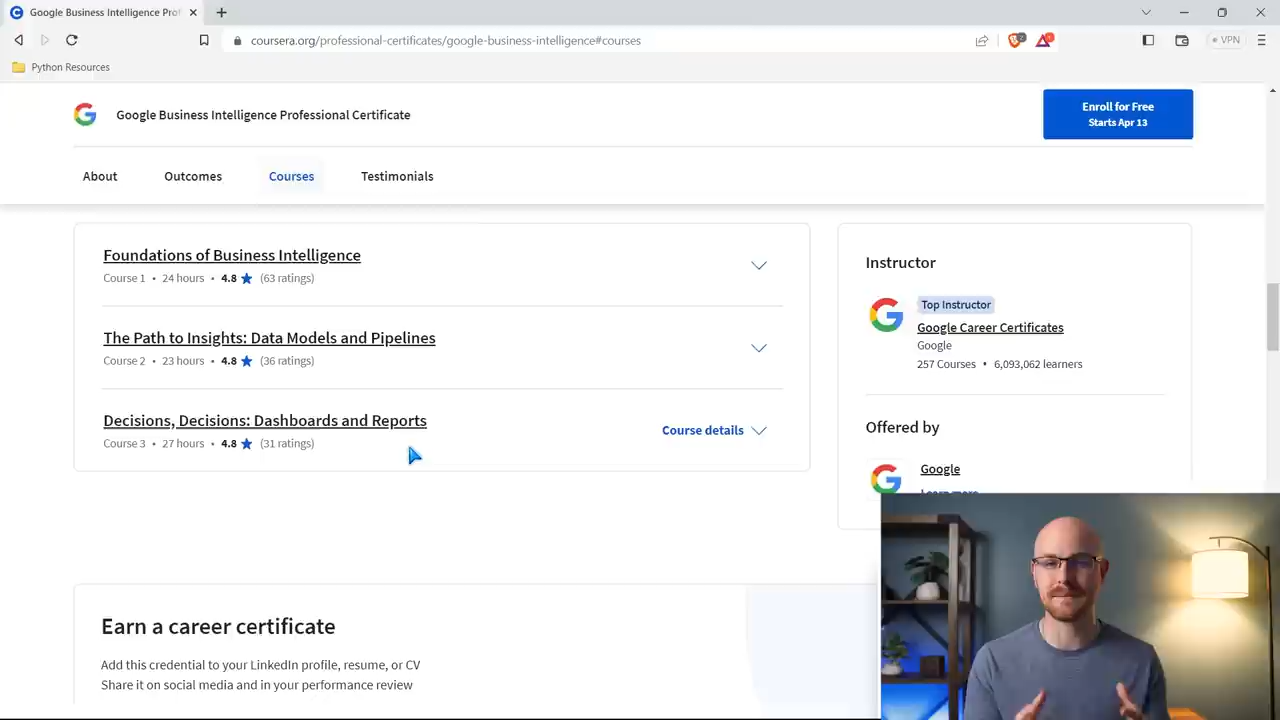 Google Business Intelligence Prof
coursera.org/professional-certificates/google-business-intelligence#courses
VPN
Python Resources
Google Business Intelligence Professional Certificate
Enroll for Free
Starts Apr 13
About
Outcomes
Courses
Testimonials
Foundations of Business Intelligence
Course 1 • 24 hours • 4.8 (63 ratings)
The Path to Insights: Data Models and Pipelines
Course 2 • 23 hours • 4.8 (36 ratings)
Decisions, Decisions: Dashboards and Reports
Course 3 • 27 hours • 4.8 (31 ratings)
Course details
Instructor
Top Instructor
Google Career Certificates
Google
257 Courses • 6,093,062 learners
Offered by
Google
Learn more
Earn a career certificate
Add this credential to your LinkedIn profile, resume, or CV
Share it on social media and in your performance review